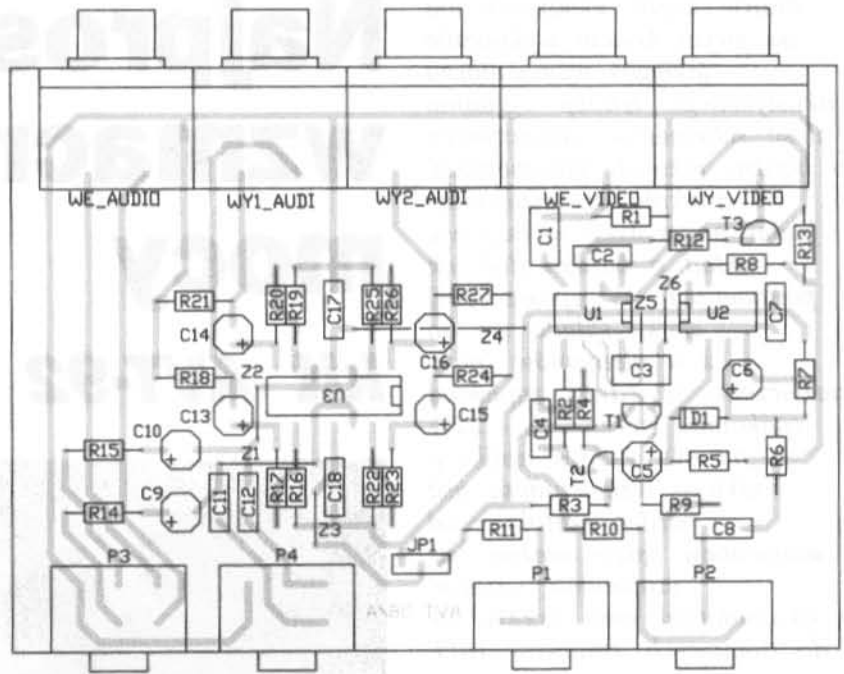 WE_AUDIO WY1_AUDI WY2_AUDI WE_VIDEO WY_VIDEO
C1 R1 T3
R12 R13
C2 R8
R21 R20 R19 C17 R25 R26 R27 Z5 Z6 C7
C14 C16 Z4 U1 U2
R18 Z2 R24 C3 C6 R7
U3
C13 C15 R2 R4 T1 D1
C10 C4
R15 Z1 T2 C5 R5 R6
C9 C11 C12 R17 R16 C18 R22 R23
R14 Z3 R11 R3 R10 R9 C8
P3 P4 JP1 P1 P2